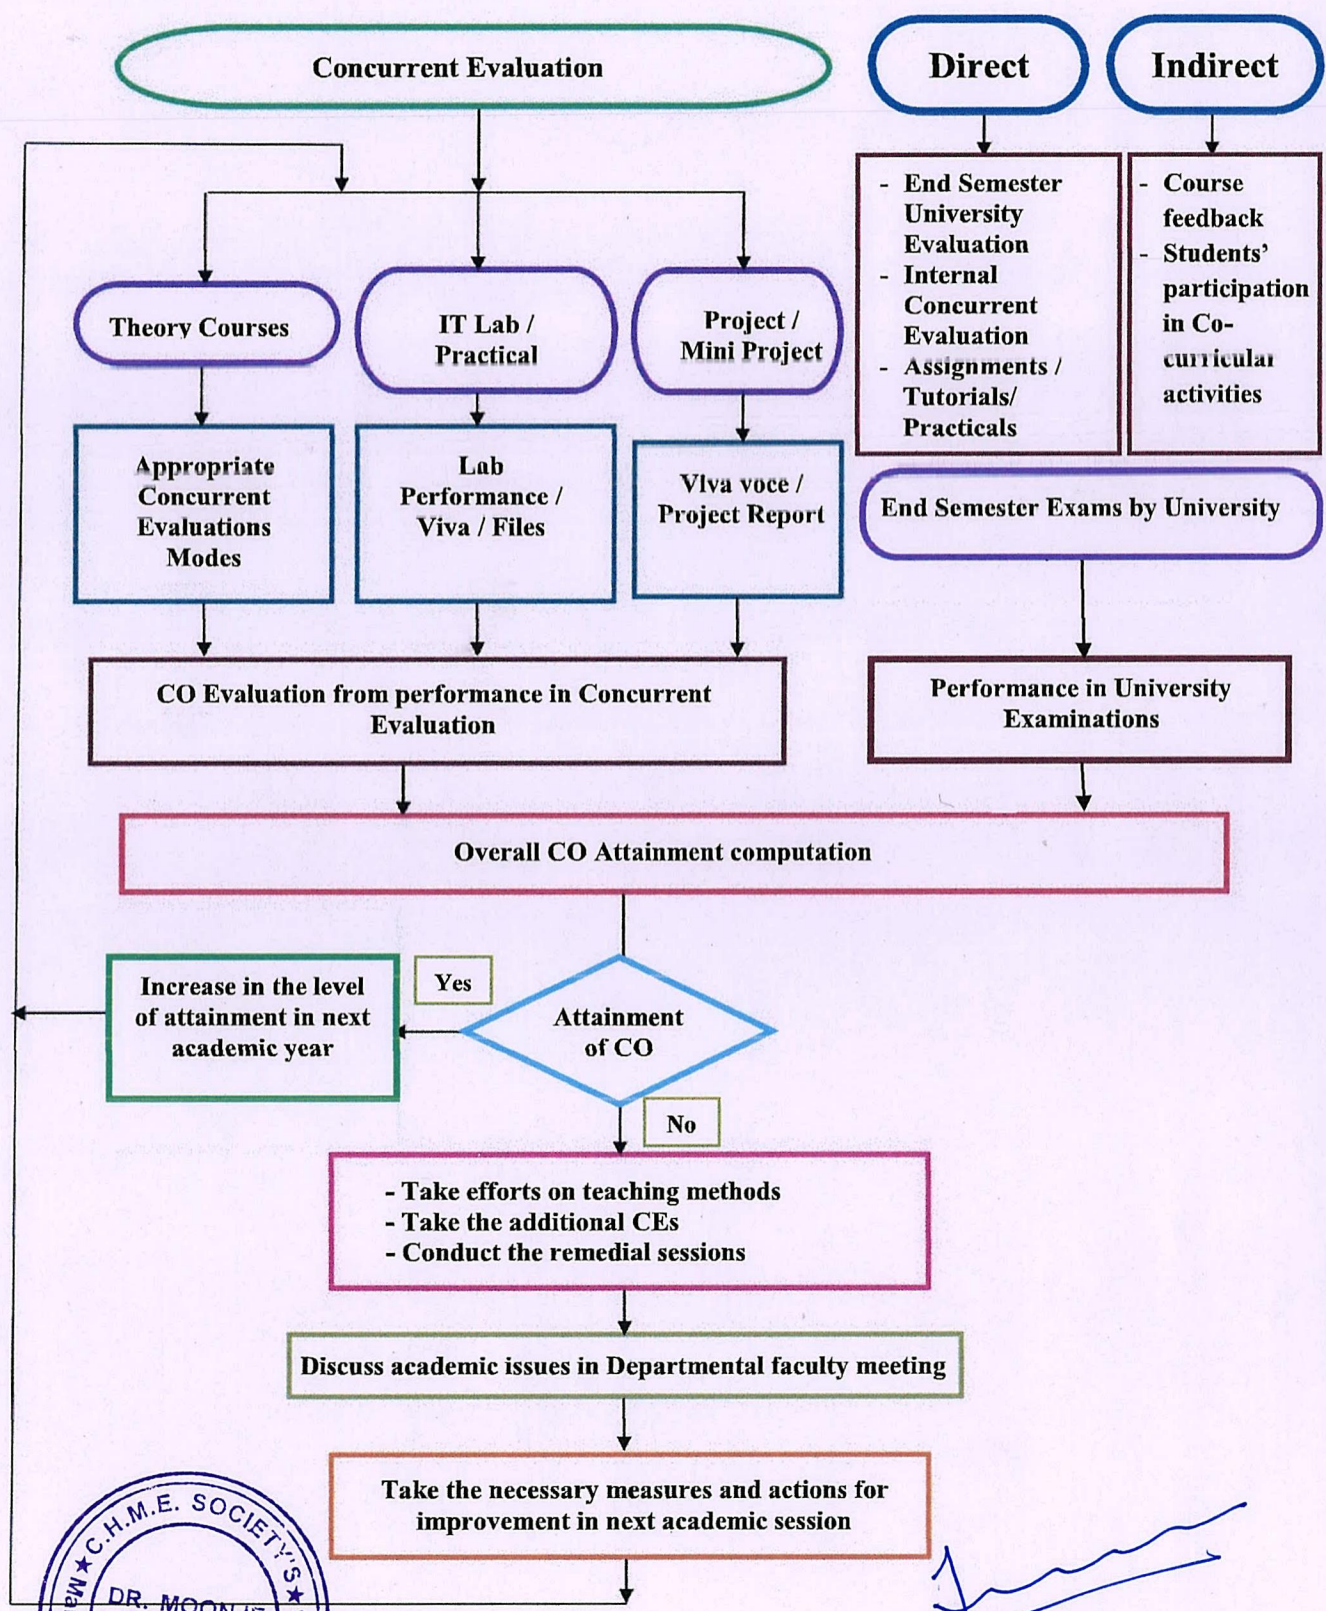 Concurrent Evaluation
Direct
Indirect
- End Semester
University
Evaluation
- Internal
Concurrent
Evaluation
- Assignments /
Tutorials/
Practicals
- Course
feedback
- Students'
participation
in Co-
curricular
activities
Theory Courses
IT Lab /
Practical
Project /
Mini Project
Appropriate
Concurrent
Evaluations
Modes
Lab
Performance /
Viva / Files
Viva voce /
Project Report
End Semester Exams by University
CO Evaluation from performance in Concurrent
Evaluation
Performance in University
Examinations
Overall CO Attainment computation
Increase in the level
of attainment in next
academic year
Yes
Attainment
of CO
No
- Take efforts on teaching methods
- Take the additional CEs
- Conduct the remedial sessions
Discuss academic issues in Departmental faculty meeting
Take the necessary measures and actions for
improvement in next academic session
★ C.H.M.E. SOCIETY'S ★
DR.